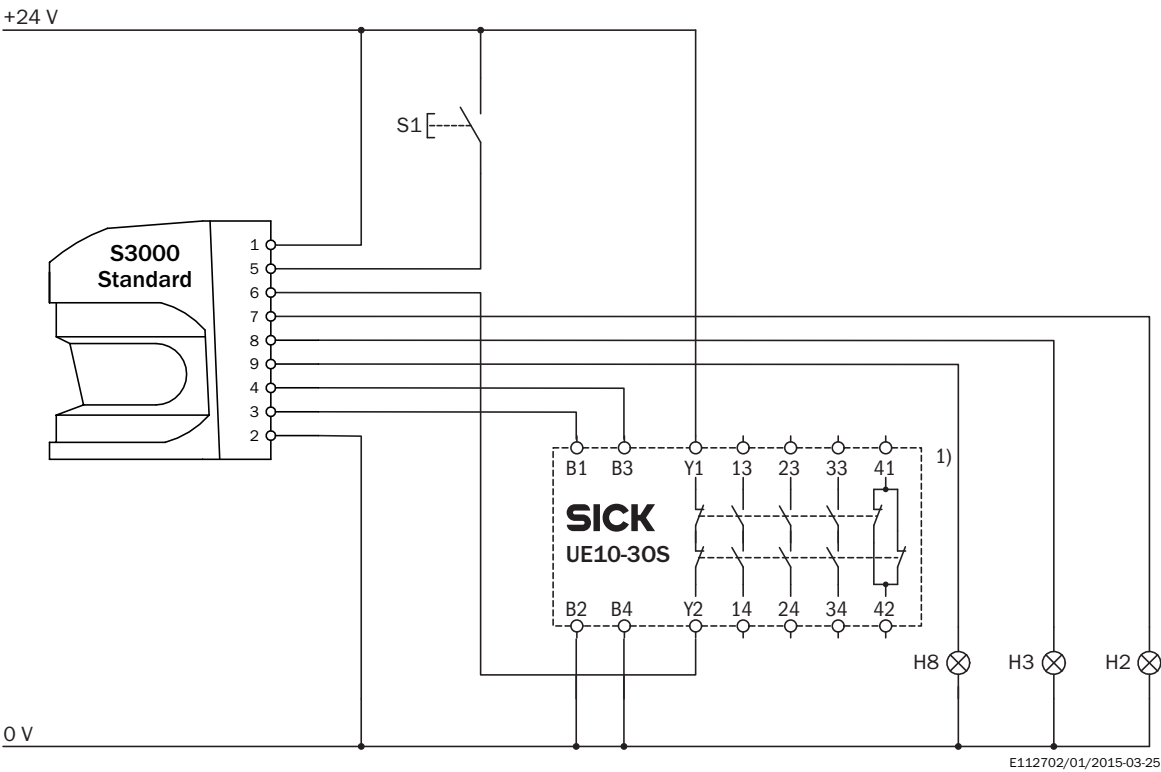 +24 V
S1
S3000
Standard
1
5
6
7
8
9
4
3
2
B1 B3 Y1 13 23 33 41
1)
SICK
UE10-3OS
B2 B4 Y2 14 24 34 42
H8 H3 H2
0 V
E112702/01/2015-03-25